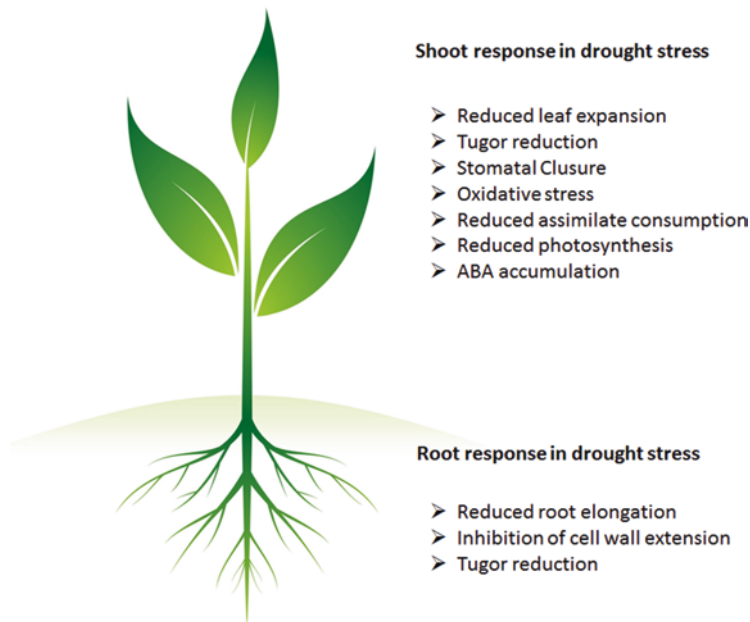 Shoot response in drought stress
➢ Reduced leaf expansion
➢ Tugor reduction
➢ Stomatal Clusure
➢ Oxidative stress
➢ Reduced assimilate consumption
➢ Reduced photosynthesis
➢ ABA accumulation
Root response in drought stress
➢ Reduced root elongation
➢ Inhibition of cell wall extension
➢ Tugor reduction